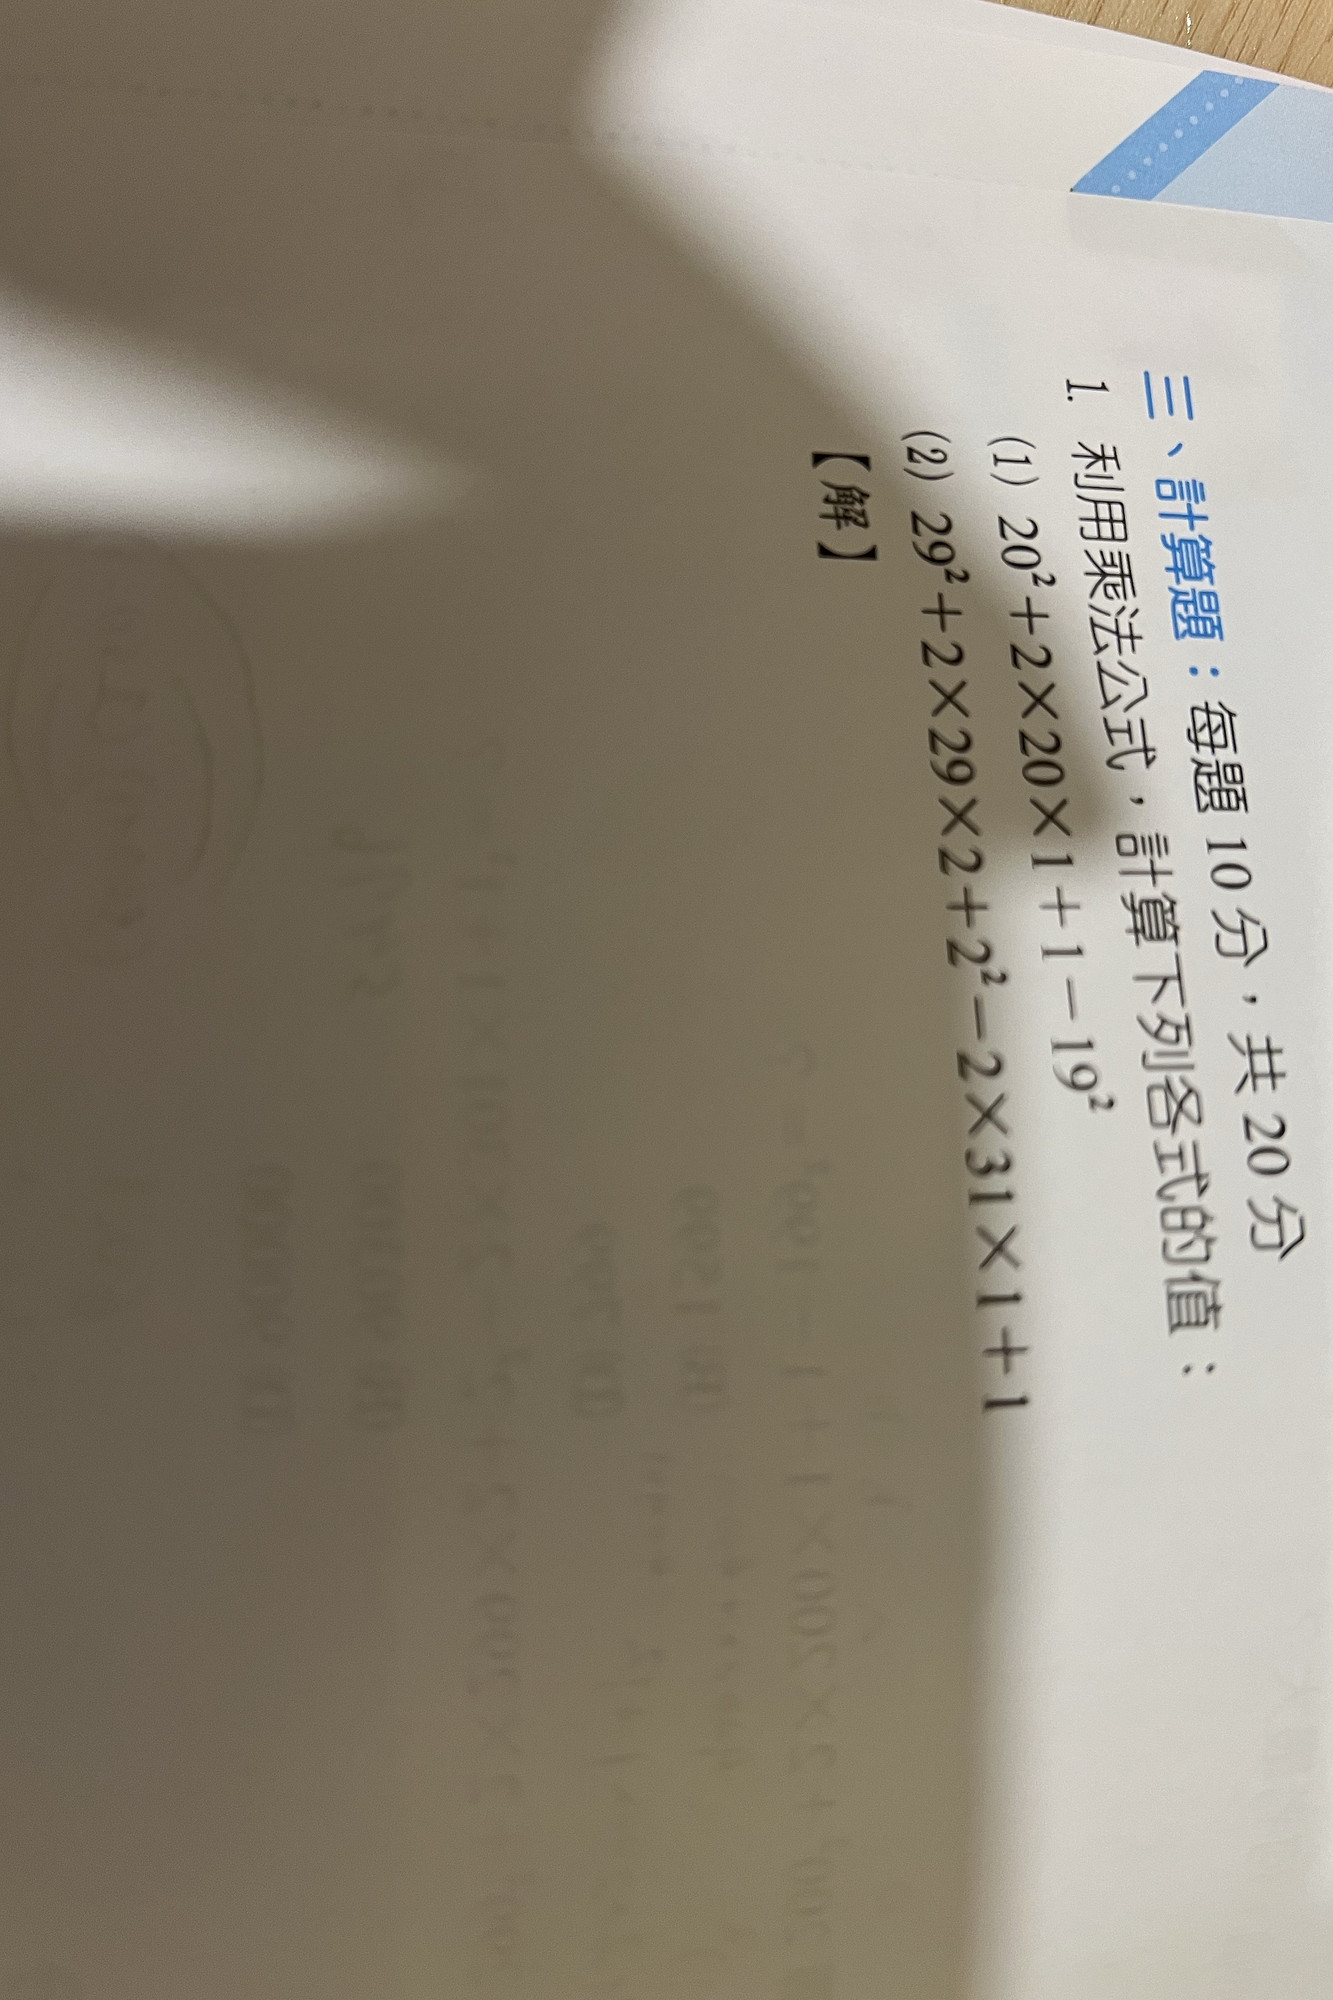 三、計算題：每題 10 分，共 20 分
1. 利用乘法公式，計算下列各式的值：
(1) 20²＋2×20×1＋1－19²
(2) 29²＋2×29×2＋2²－2×31×1＋1
【解】